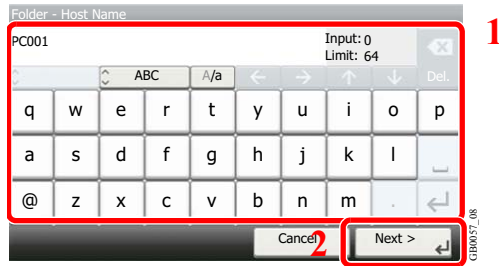 Folder - Host Name
1
PC001
Input: 0
Limit: 64
ABC
A/a
Del.
q w e r t y u i o p
a s d f g h j k l
@ z x c v b n m .
Cancel
2
Next >
GB0057_08